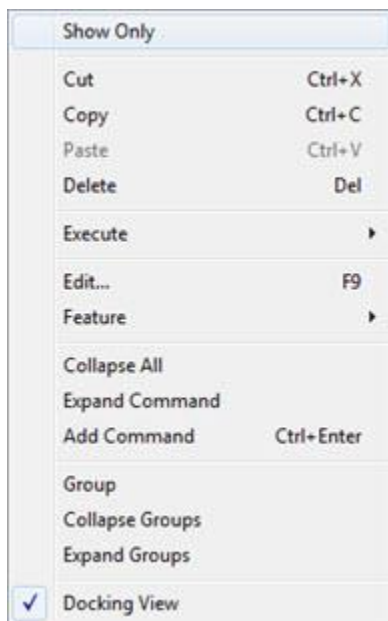 Show Only
Cut Ctrl+X
Copy Ctrl+C
Paste Ctrl+V
Delete Del
Execute
Edit... F9
Feature
Collapse All
Expand Command
Add Command Ctrl+Enter
Group
Collapse Groups
Expand Groups
Docking View